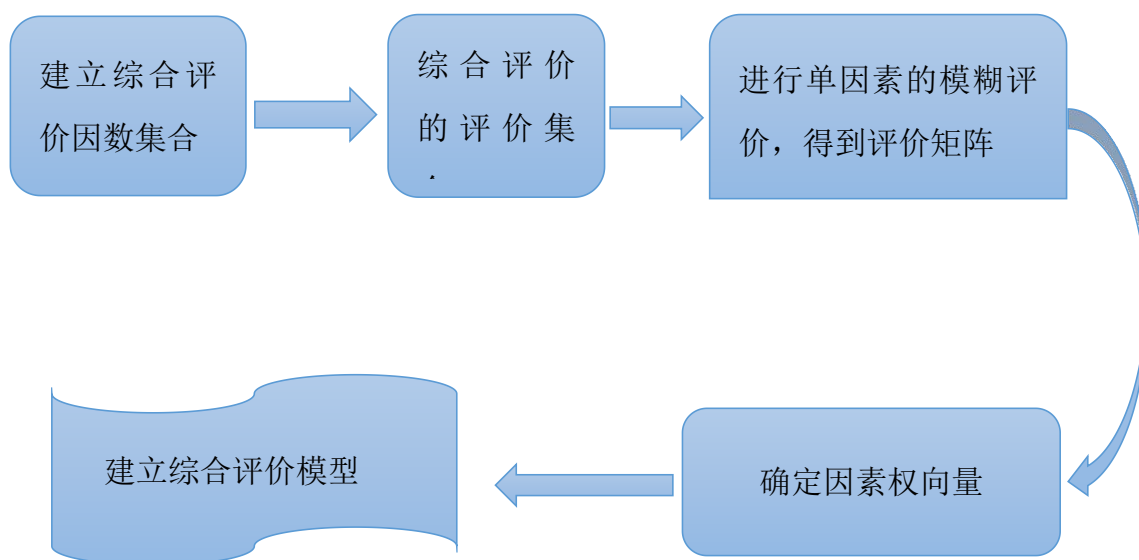 建立综合评
价因数集合
综合评价
的评价集
进行单因素的模糊评
价，得到评价矩阵
确定因素权向量
建立综合评价模型